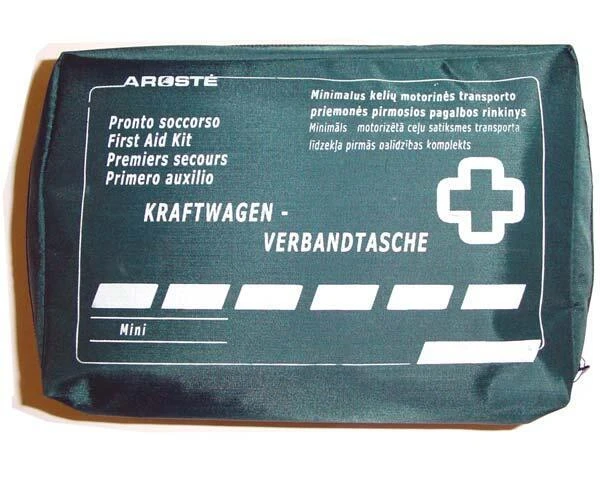 AROSTĖ
Pronto soccorso
First Aid Kit
Premiers secours
Primero auxilio
Minimalus kelių motorinės transporto
priemonės pirmosios pagalbos rinkinys
Minimāls motorizētā ceļu satiksmes transporta
līdzekļa pirmās palīdzības komplekts
KRAFTWAGEN -
VERBANDTASCHE
Mini